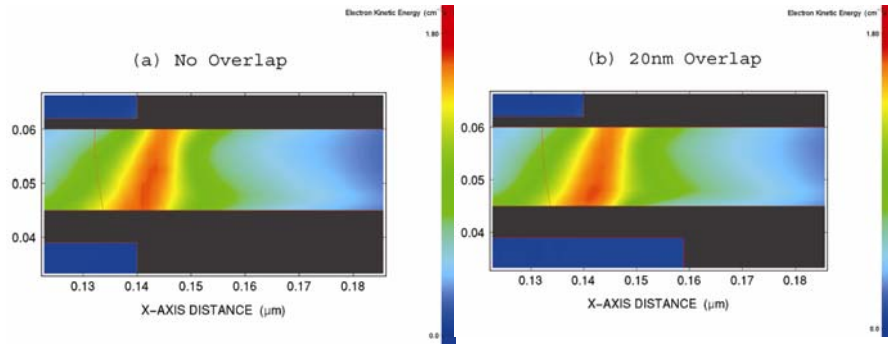 Electron Kinetic Energy (cm
1.80
(a) No Overlap
0.06
0.05
0.04
0.13 0.14 0.15 0.16 0.17 0.18
X-AXIS DISTANCE (μm)
0.0
Electron Kinetic Energy (cm
1.80
(b) 20nm Overlap
0.06
0.05
0.04
0.13 0.14 0.15 0.16 0.17 0.18
X-AXIS DISTANCE (μm)
0.0